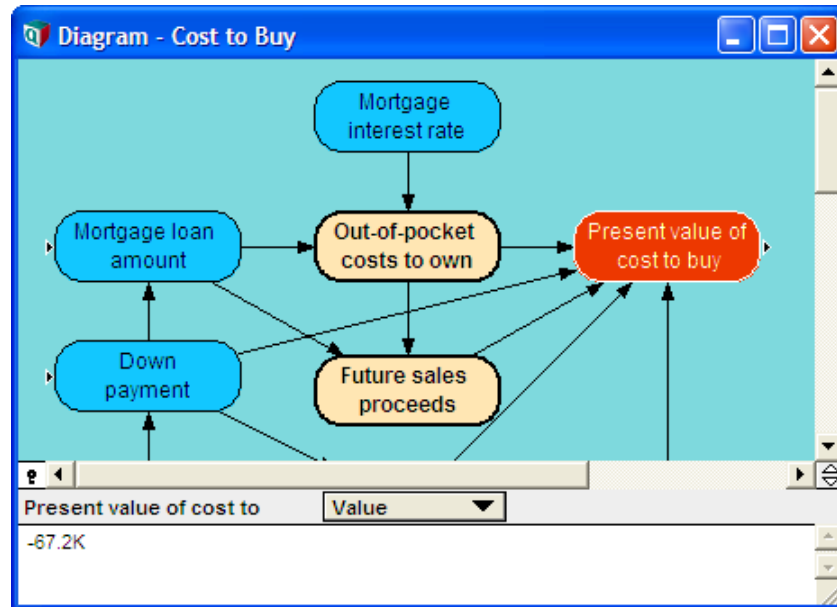 Diagram - Cost to Buy
Mortgage
interest rate
Mortgage loan
amount
Out-of-pocket
costs to own
Present value of
cost to buy
Down
payment
Future sales
proceeds
Present value of cost to
Value
-67.2K